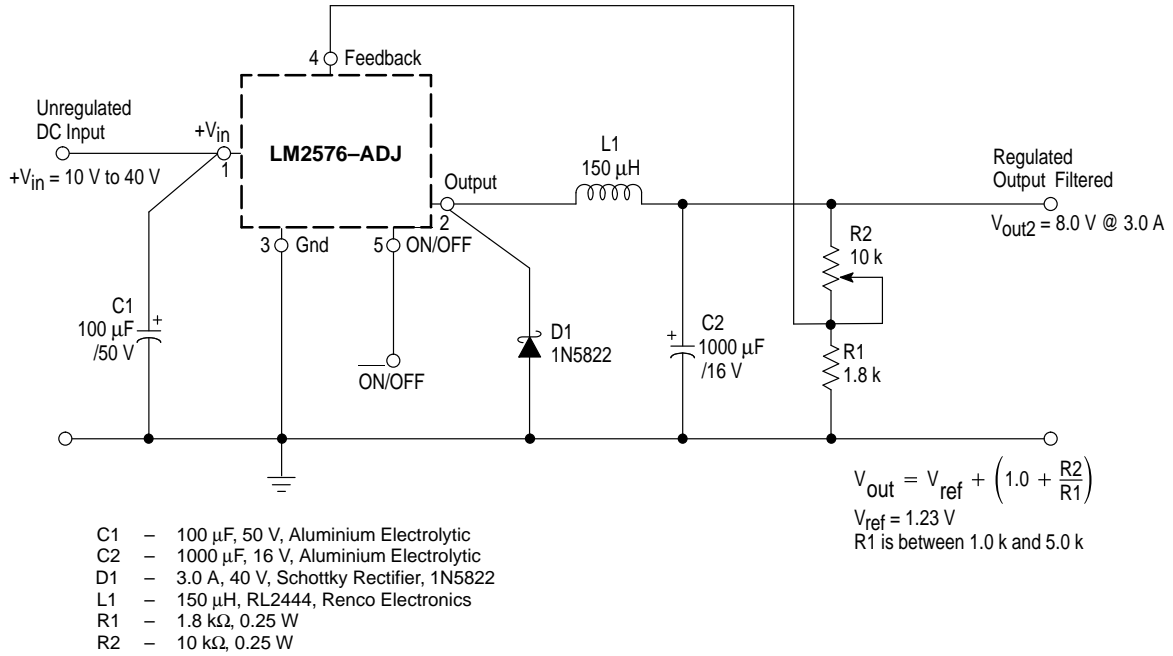 4 Feedback
Unregulated
DC Input
+Vin
1
LM2576–ADJ
L1
150 μH
Regulated
Output Filtered
+Vin = 10 V to 40 V
Output
2
Vout2 = 8.0 V @ 3.0 A
3 Gnd
5 ON/OFF
R2
10 k
C1
100 μF
/50 V
+
D1
1N5822
+
C2
1000 μF
/16 V
R1
1.8 k
ON/OFF
Vout = Vref + (1.0 + R2/R1)
Vref = 1.23 V
R1 is between 1.0 k and 5.0 k
C1 – 100 μF, 50 V, Aluminium Electrolytic
C2 – 1000 μF, 16 V, Aluminium Electrolytic
D1 – 3.0 A, 40 V, Schottky Rectifier, 1N5822
L1 – 150 μH, RL2444, Renco Electronics
R1 – 1.8 kΩ, 0.25 W
R2 – 10 kΩ, 0.25 W